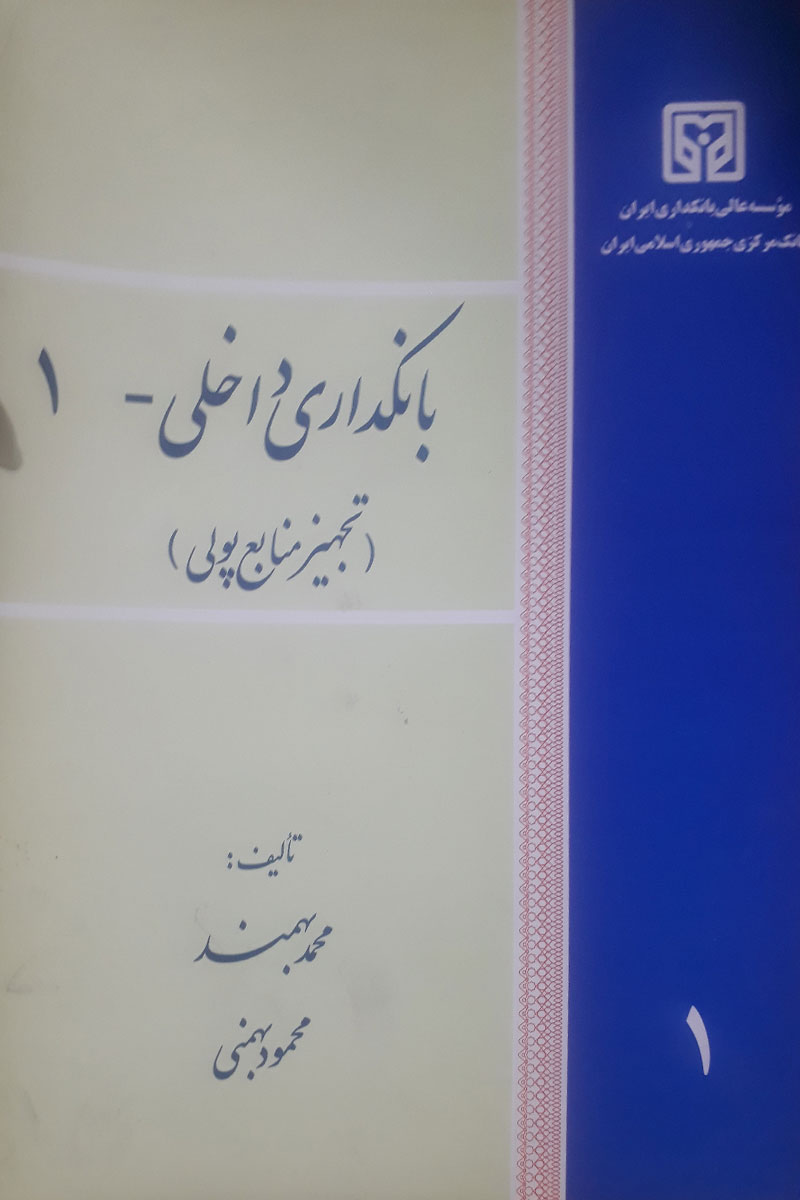 مؤسسه عالی بانکداری ایران
بانک مرکزی جمهوری اسلامی ایران
بانکداری داخلی - ۱
(تجهیز منابع پولی)
تألیف:
محمد بهمند
محمود بهمنی
۱